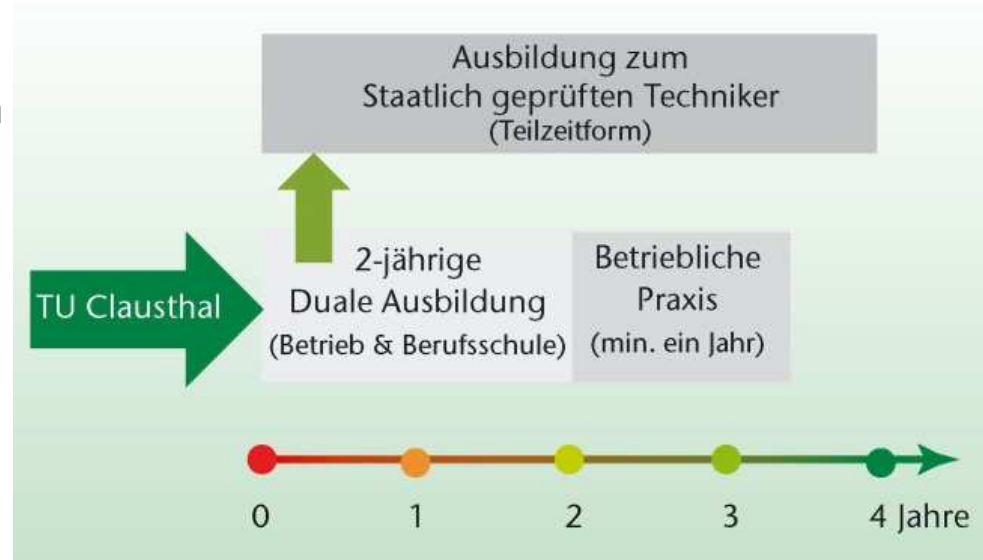 Ausbildung zum
Staatlich geprüften Techniker
(Teilzeitform)
TU Clausthal
2-jährige
Duale Ausbildung
(Betrieb & Berufsschule)
Betriebliche
Praxis
(min. ein Jahr)
0 1 2 3 4 Jahre